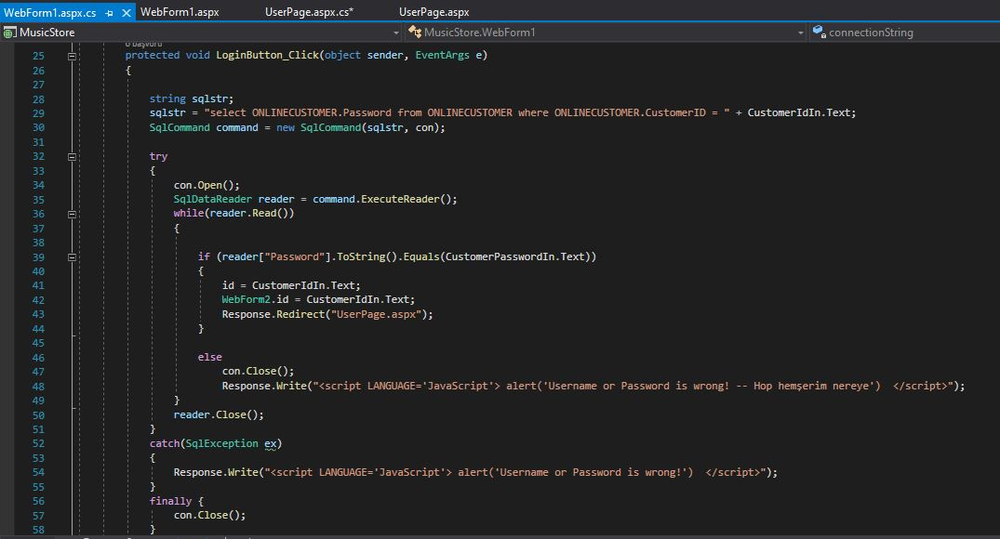 WebForm1.aspx.cs WebForm1.aspx UserPage.aspx.cs* UserPage.aspx
MusicStore MusicStore.WebForm1 connectionString
0 başvuru
25 protected void LoginButton_Click(object sender, EventArgs e)
26 {
27
28 string sqlstr;
29 sqlstr = "select ONLINECUSTOMER.Password from ONLINECUSTOMER where ONLINECUSTOMER.CustomerID = " + CustomerIdIn.Text;
30 SqlCommand command = new SqlCommand(sqlstr, con);
31
32 try
33 {
34 con.Open();
35 SqlDataReader reader = command.ExecuteReader();
36 while(reader.Read())
37 {
38
39 if (reader["Password"].ToString().Equals(CustomerPasswordIn.Text))
40 {
41 id = CustomerIdIn.Text;
42 WebForm2.id = CustomerIdIn.Text;
43 Response.Redirect("UserPage.aspx");
44 }
45
46 else
47 con.Close();
48 Response.Write("<script LANGUAGE='JavaScript'> alert('Username or Password is wrong! -- Hop hemşerim nereye')  </script>");
49 }
50 reader.Close();
51 }
52 catch(SqlException ex)
53 {
54 Response.Write("<script LANGUAGE='JavaScript'> alert('Username or Password is wrong!')  </script>");
55 }
56 finally {
57 con.Close();
58 }